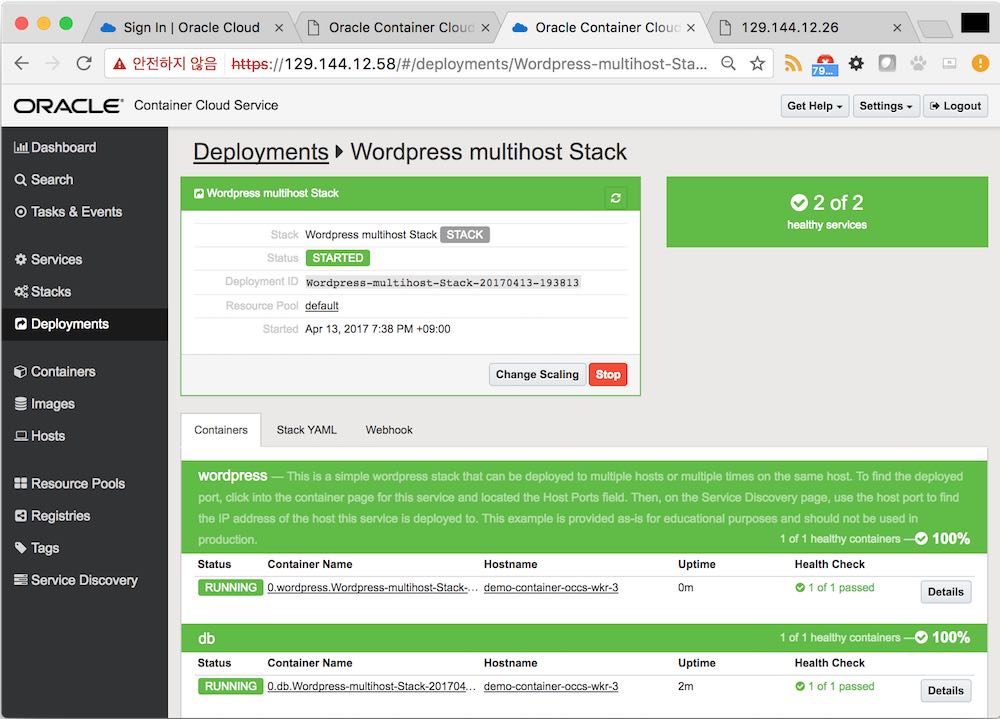 Sign In | Oracle Cloud
Oracle Container Cloud
Oracle Container Cloud
129.144.12.26
안전하지 않음 https://129.144.12.58/#/deployments/Wordpress-multihost-Sta...
79...
ORACLE® Container Cloud Service
Get Help
Settings
Logout
Dashboard
Search
Tasks & Events
Services
Stacks
Deployments
Containers
Images
Hosts
Resource Pools
Registries
Tags
Service Discovery
Deployments Wordpress multihost Stack
Wordpress multihost Stack
Stack Wordpress multihost Stack STACK
Status STARTED
Deployment ID Wordpress-multihost-Stack-20170413-193813
Resource Pool default
Started Apr 13, 2017 7:38 PM +09:00
Change Scaling Stop
2 of 2
healthy services
Containers Stack YAML Webhook
wordpress — This is a simple wordpress stack that can be deployed to multiple hosts or multiple times on the same host. To find the deployed
port, click into the container page for this service and located the Host Ports field. Then, on the Service Discovery page, use the host port to find
the IP address of the host this service is deployed to. This example is provided as-is for educational purposes and should not be used in
production.
1 of 1 healthy containers — 100%
Status Container Name Hostname Uptime Health Check
RUNNING 0.wordpress.Wordpress-multihost-Stack-... demo-container-occs-wkr-3 0m 1 of 1 passed Details
db 1 of 1 healthy containers — 100%
Status Container Name Hostname Uptime Health Check
RUNNING 0.db.Wordpress-multihost-Stack-201704... demo-container-occs-wkr-3 2m 1 of 1 passed Details